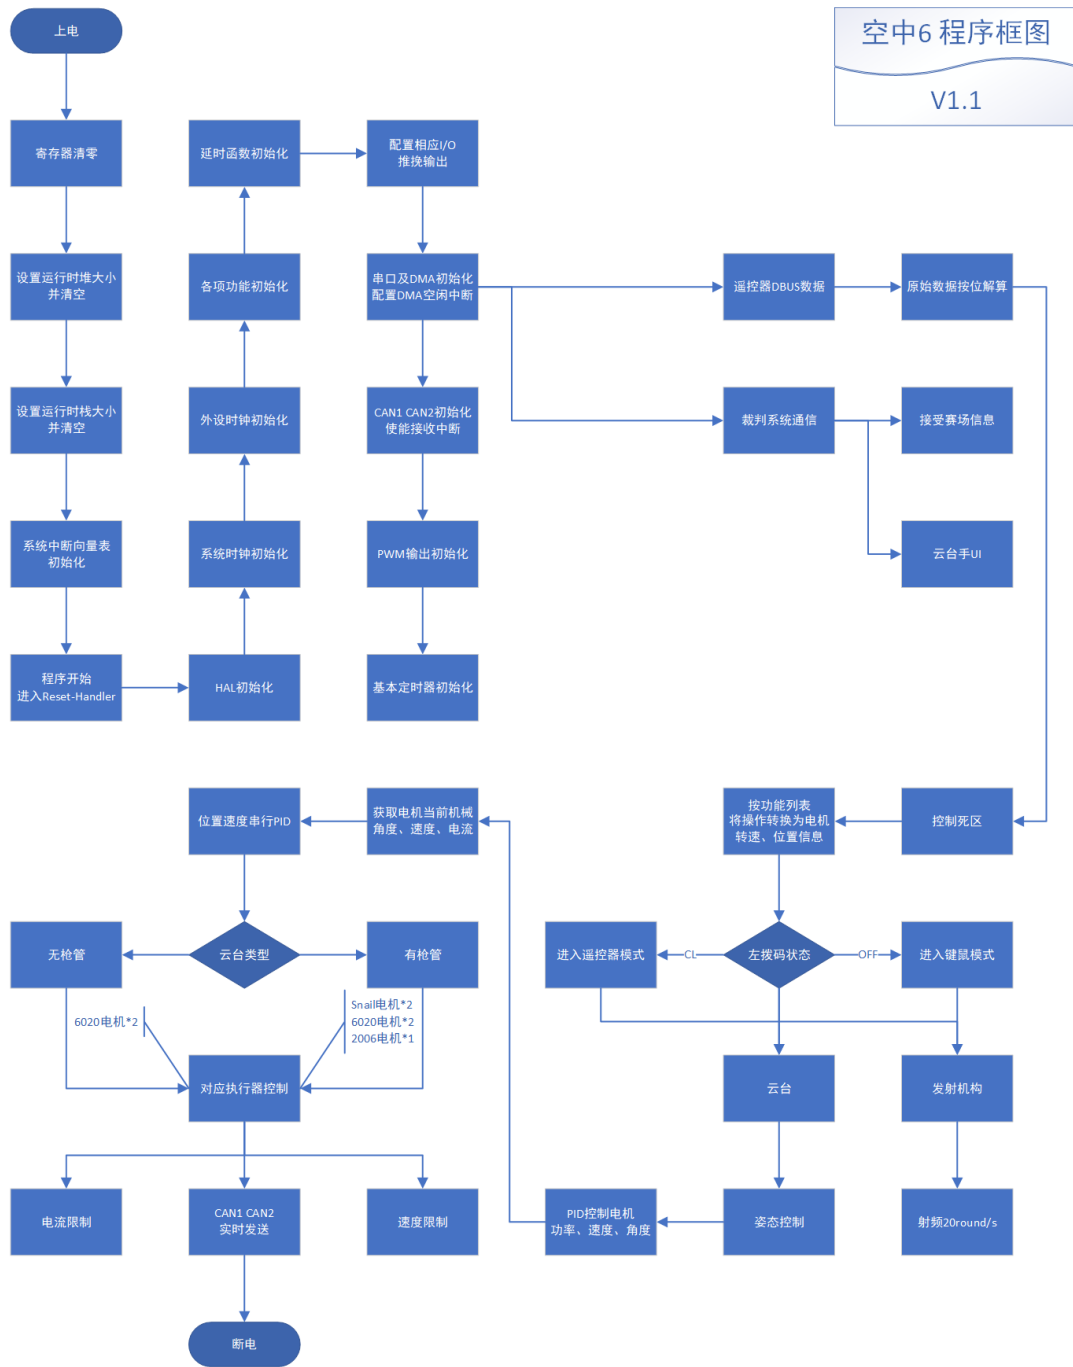 空中6 程序框图
V1.1
上电
寄存器清零
设置运行时堆大小
并清空
设置运行时栈大小
并清空
系统中断向量表
初始化
程序开始
进入Reset-Handler
HAL初始化
系统时钟初始化
外设时钟初始化
各项功能初始化
延时函数初始化
配置相应I/O
推挽输出
串口及DMA初始化
配置DMA空闲中断
CAN1 CAN2初始化
使能接收中断
PWM输出初始化
基本定时器初始化
遥控器DBUS数据
原始数据按位解算
裁判系统通信
接受赛场信息
云台手UI
控制死区
按功能列表
将操作转换为电机
转速、位置信息
左拨码状态
CL
OFF
进入遥控器模式
进入键鼠模式
云台
发射机构
姿态控制
射频20round/s
PID控制电机
功率、速度、角度
获取电机当前机械
角度、速度、电流
位置速度串行PID
云台类型
无枪管
有枪管
6020电机*2
Snail电机*2
6020电机*2
2006电机*1
对应执行器控制
电流限制
CAN1 CAN2
实时发送
速度限制
断电